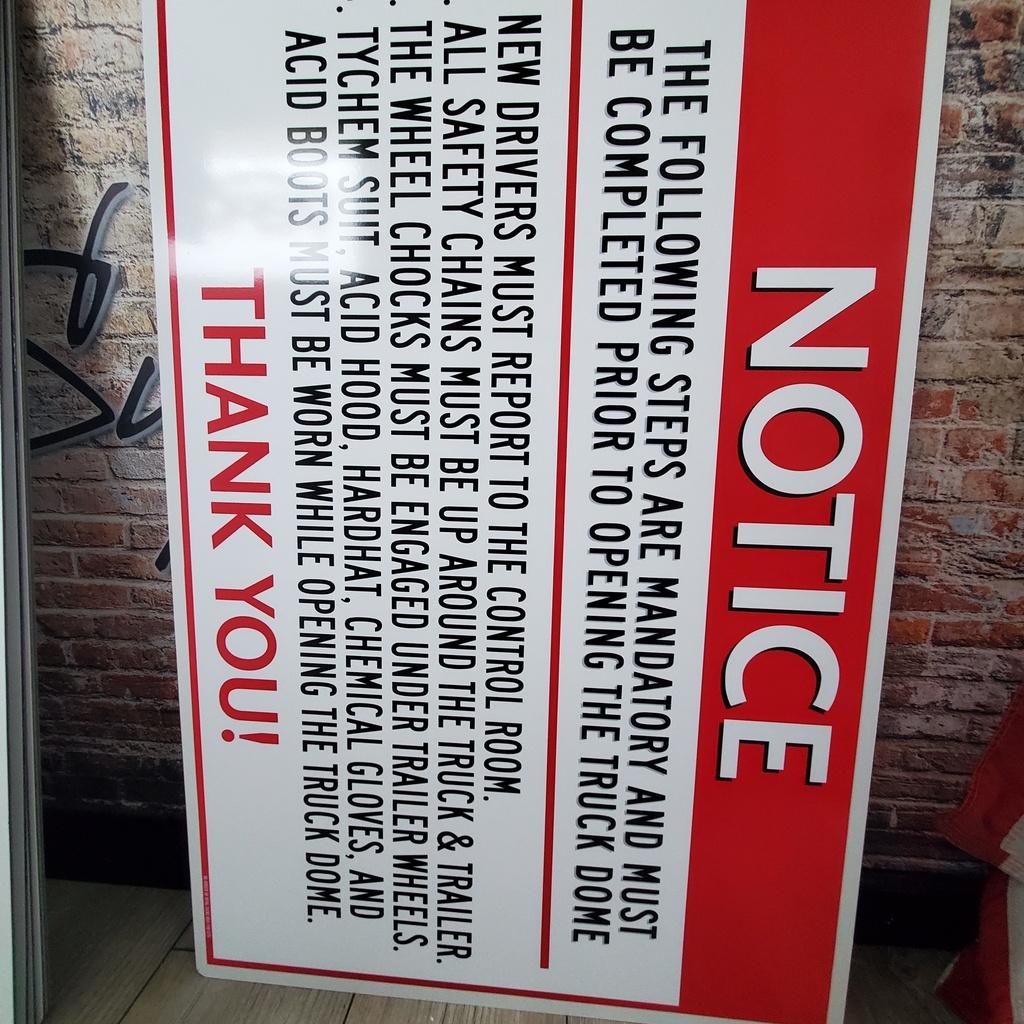 NOTICE
THE FOLLOWING STEPS ARE MANDATORY AND MUST
BE COMPLETED PRIOR TO OPENING THE TRUCK DOME
NEW DRIVERS MUST REPORT TO THE CONTROL ROOM.
. ALL SAFETY CHAINS MUST BE UP AROUND THE TRUCK & TRAILER.
. THE WHEEL CHOCKS MUST BE ENGAGED UNDER TRAILER WHEELS.
. TYCHEM SUIT, ACID HOOD, HARDHAT, CHEMICAL GLOVES, AND
ACID BOOTS MUST BE WORN WHILE OPENING THE TRUCK DOME.
THANK YOU!